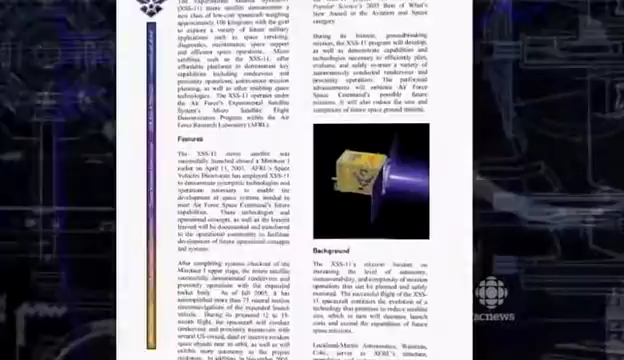 The Experimental Satellite System-11
(XSS-11) micro satellite demonstrates a
new class of low-cost spacecraft weighing
approximately 100 kilograms with the goal
to explore a variety of future military
applications such as space servicing,
diagnostics, maintenance, space support
and efficient space operations. Micro
satellites, such as the XSS-11, offer
affordable platforms to demonstrate key
capabilities including rendezvous and
proximity operations, autonomous mission
planning, as well as other enabling space
technologies. The XSS-11 operates under
the Air Force's Experimental Satellite
System's Micro Satellite Flight
Demonstration Program within the Air
Force Research Laboratory (AFRL).
Features
The XSS-11 micro satellite was
successfully launched aboard a Minotaur I
rocket on April 11, 2005. AFRL's Space
Vehicles Directorate has employed XSS-11
to demonstrate synergistic technologies and
operations necessary to enable the
development of space systems needed to
meet Air Force Space Command's future
capabilities. These technologies and
operational concepts, as well as the lessons
learned will be documented and transferred
to the operational community to facilitate
development of future operational concepts
and systems.
After completing systems checkout of the
Minotaur I upper stage, the micro satellite
successfully demonstrated rendezvous and
proximity operations with the expended
rocket body. As of fall 2005, it has
accomplished more than 75 natural motion
circumnavigations of the expended launch
vehicle. During its projected 12 to 18-
month flight, the spacecraft will conduct
rendezvous and proximity maneuvers with
several US-owned, dead or inactive resident
space objects near its orbit, as well as will
exhibit more autonomy as the project
Popular Science's 2005 Best of What's
New Award in the Aviation and Space
category
During its historic, groundbreaking
mission, the XSS-11 program will develop,
as well as demonstrate capabilities and
technologies necessary to efficiently plan,
evaluate, and safely oversee a variety of
autonomously conducted rendezvous and
proximity operations. The performed
advancements will enhance Air Force
Space Command's possible future
missions. It will also reduce the size and
complexity of future space ground stations.
Background
The XSS-11's mission focuses on
increasing the level of autonomy,
maneuverability, and complexity of mission
operations that can be planned and safely
monitored. The successful flight of the XSS-
11 spacecraft continues the evolution of a
technology that promises to reduce satellite
size, which in turn will decrease launch
costs and extend the capabilities of future
space missions.
Lockheed-Martin Astronautics, Waterton,
Colo., serves as AFRL's structure,
cbcnews